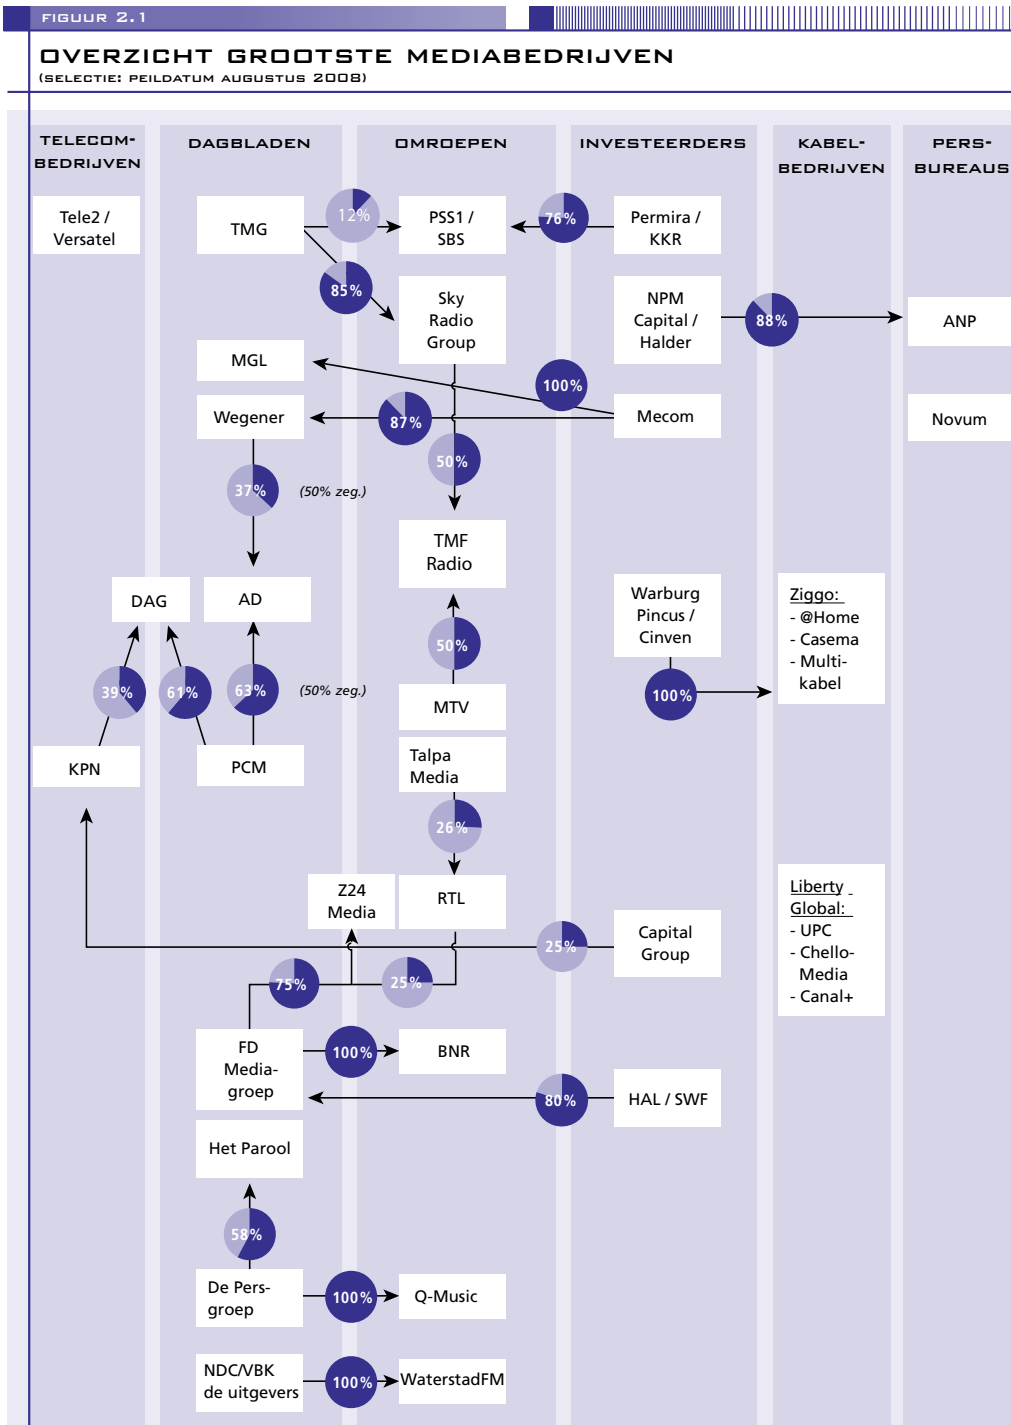 FIGUUR 2.1
OVERZICHT GROOTSTE MEDIABEDRIJVEN
(SELECTIE: PEILDATUM AUGUSTUS 2008)
TELECOM-
BEDRIJVEN
DAGBLADEN
OMROEPEN
INVESTEERDERS
KABEL-
BEDRIJVEN
PERS-
BUREAUS
Tele2 /
Versatel
TMG
12%
PSS1 /
SBS
76%
Permira /
KKR
85%
Sky
Radio
Group
NPM
Capital /
Halder
88%
ANP
MGL
100%
Wegener
87%
Mecom
Novum
50%
37%
(50% zeg.)
TMF
Radio
DAG
AD
Warburg
Pincus /
Cinven
Ziggo:
- @Home
- Casema
- Multi-
kabel
50%
39%
61%
63%
(50% zeg.)
100%
MTV
KPN
PCM
Talpa
Media
26%
Z24
Media
RTL
Liberty
Global:
- UPC
- Chello-
Media
- Canal+
25%
Capital
Group
75%
25%
FD
Media-
groep
100%
BNR
80%
HAL / SWF
Het Parool
58%
De Pers-
groep
100%
Q-Music
NDC/VBK
de uitgevers
100%
WaterstadFM